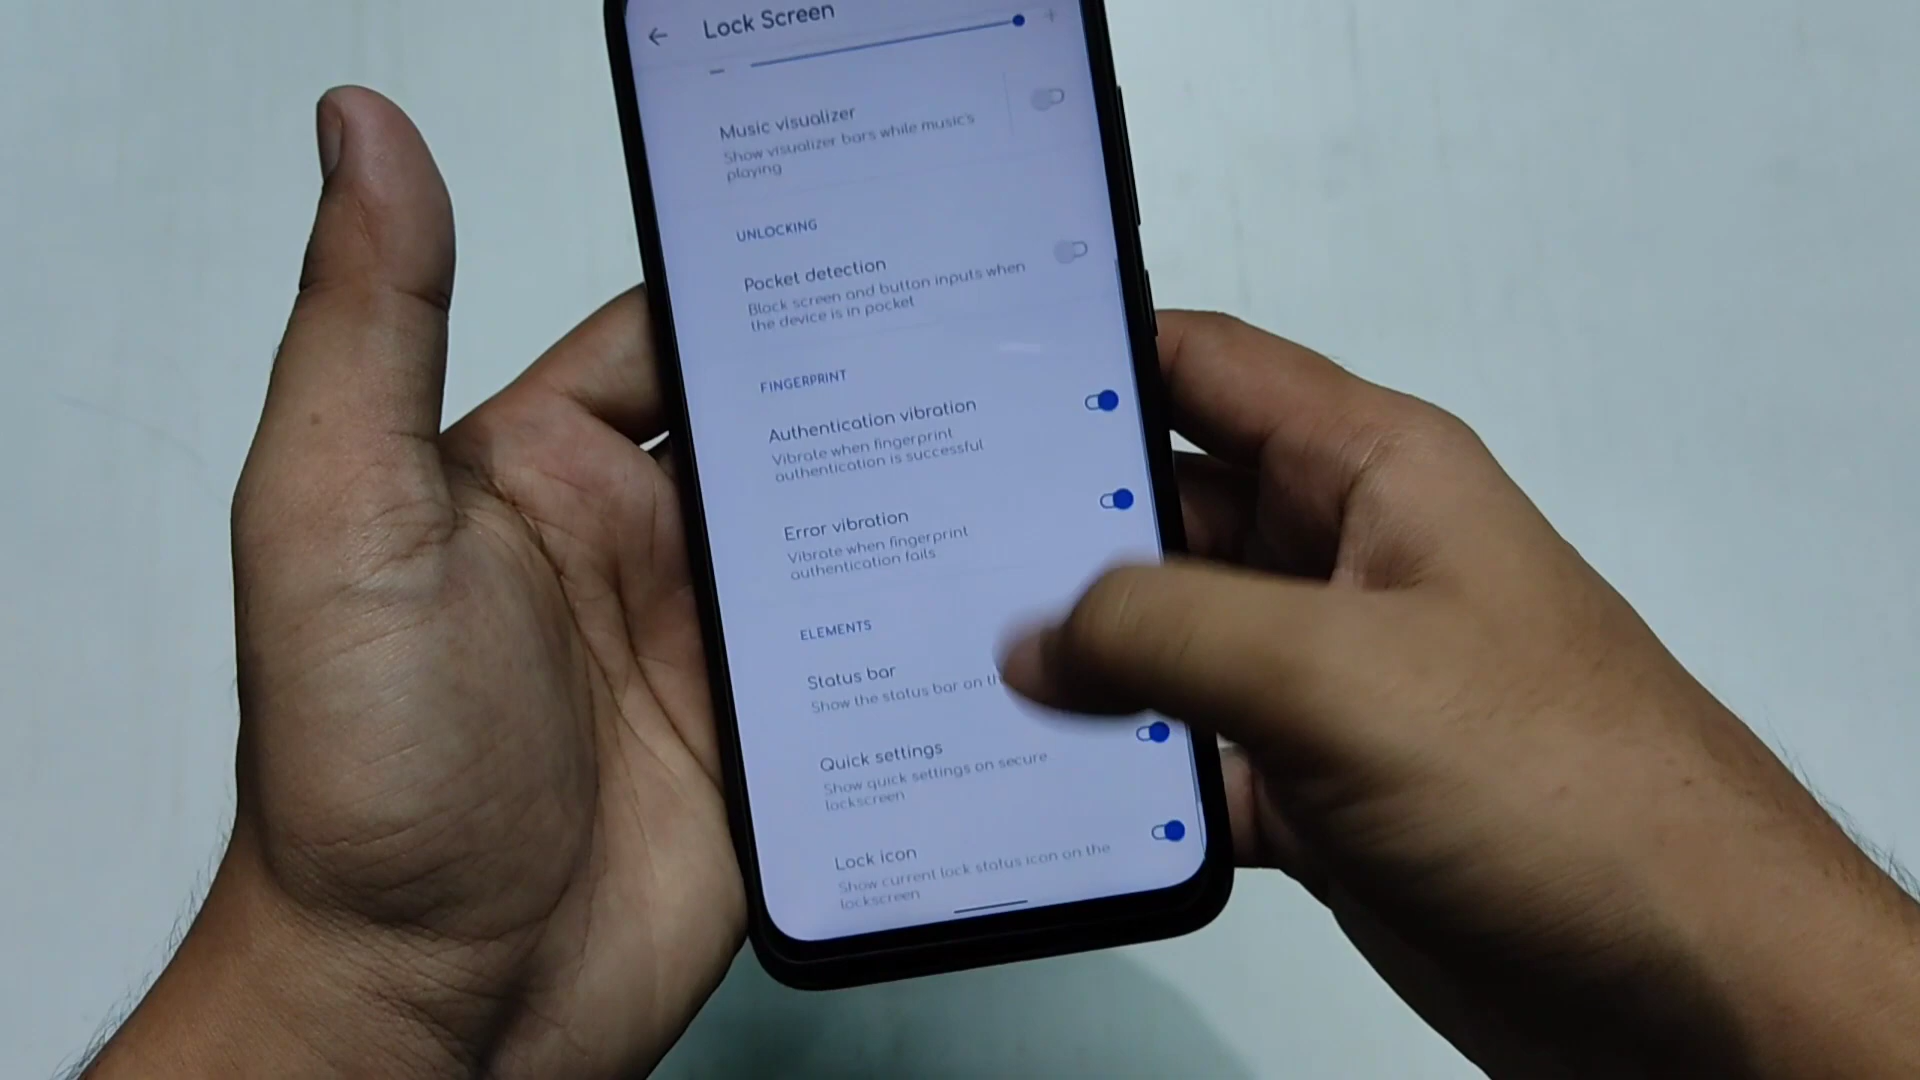 Lock Screen
Music visualizer
Show visualizer bars while music's
playing
UNLOCKING
Pocket detection
Block screen and button inputs when
the device is in pocket
FINGERPRINT
Authentication vibration
Vibrate when fingerprint
authentication is successful
Error vibration
Vibrate when fingerprint
authentication fails
ELEMENTS
Status bar
Show the status bar on
Quick settings
Show quick settings on secure
lockscreen
Lock icon
Show current lock status icon on the
lockscreen